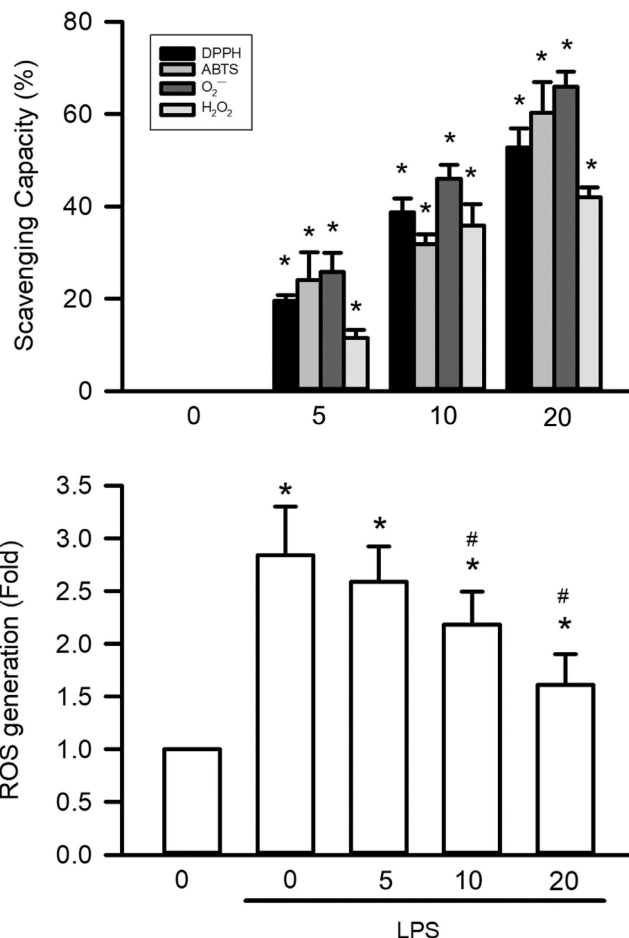 80
DPPH
ABTS
O₂⁻
H₂O₂
* * *
* *
60
*
Scavenging Capacity (%)
* * *
40
*
* *
*
20
*
0
0 5 10 20
3.5
*
3.0
*
#
*
2.5
#
*
2.0
1.5
1.0
0.5
0.0
ROS generation (Fold)
0 0 5 10 20
LPS